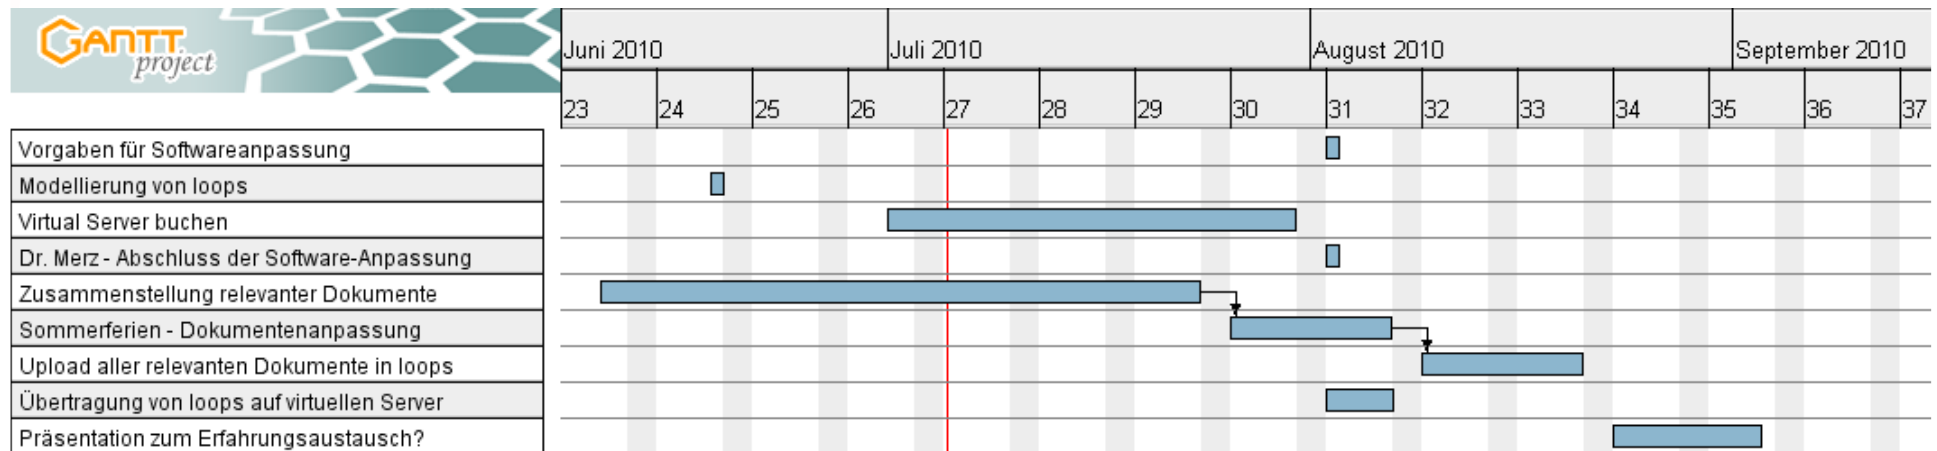 GANTT
project
Juni 2010 Juli 2010 August 2010 September 2010
23 24 25 26 27 28 29 30 31 32 33 34 35 36 37
Vorgaben für Softwareanpassung
Modellierung von loops
Virtual Server buchen
Dr. Merz - Abschluss der Software-Anpassung
Zusammenstellung relevanter Dokumente
Sommerferien - Dokumentenanpassung
Upload aller relevanten Dokumente in loops
Übertragung von loops auf virtuellen Server
Präsentation zum Erfahrungsaustausch?